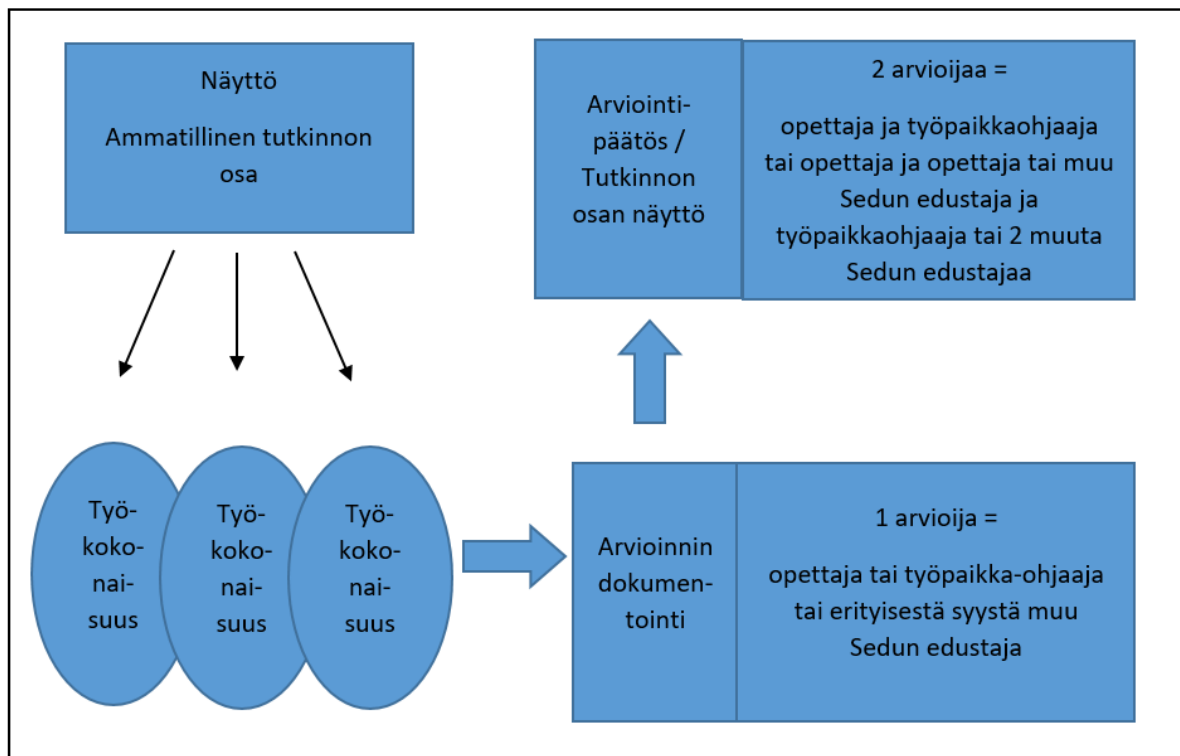 Näyttö
Ammatillinen tutkinnon
osa
Arviointi-
päätös /
Tutkinnon
osan näyttö
2 arvioijaa =
opettaja ja työpaikkaohjaaja
tai opettaja ja opettaja tai muu
Sedun edustaja ja
työpaikkaohjaaja tai 2 muuta
Sedun edustajaa
Työ-
koko-
nai-
suus
Työ-
koko-
nai-
suus
Työ-
koko-
nai-
suus
Arvioinnin
dokumen-
tointi
1 arvioija =
opettaja tai työpaikka-ohjaaja
tai erityisestä syystä muu
Sedun edustaja